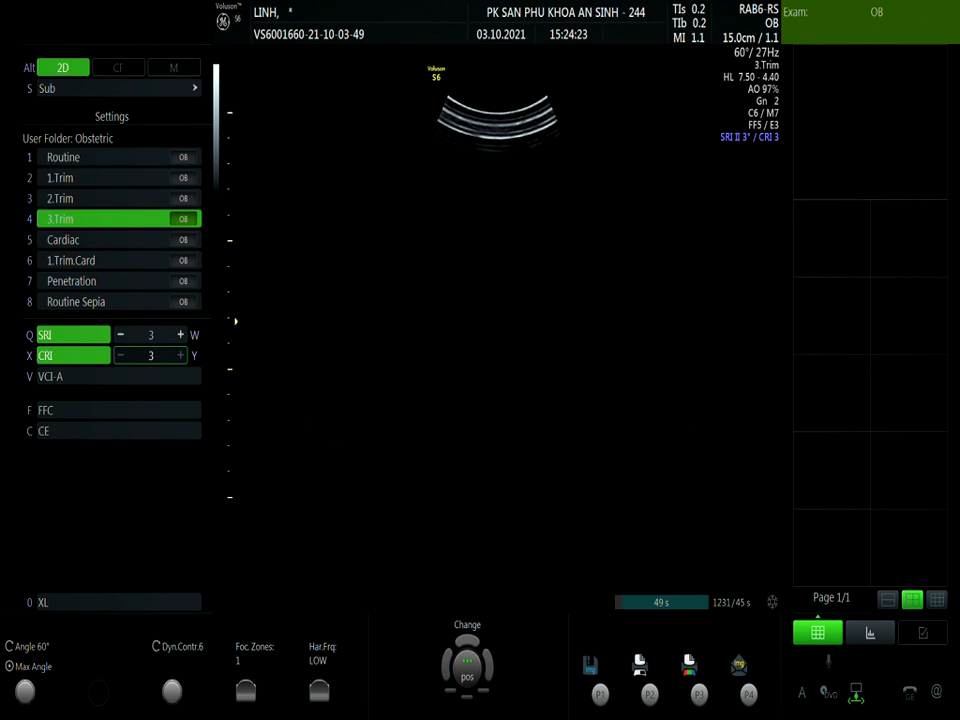 Voluson™
S6
LINH, *
PK SAN PHU KHOA AN SINH - 244
VS6001660-21-10-03-49
03.10.2021
15:24:23
TIs 0.2
TIb 0.2
MI 1.1
RAB6-RS
OB
15.0cm / 1.1
60°/ 27Hz
3.Trim
HL 7.50 - 4.40
AO 97%
Gn 2
C6 / M7
FF5 / E3
SRI II 3° / CRI 3
Exam: OB
Voluson
S6
Alt 2D CF M
S Sub
Settings
User Folder: Obstetric
1 Routine OB
2 1.Trim OB
3 2.Trim OB
4 3.Trim OB
5 Cardiac OB
6 1.Trim.Card OB
7 Penetration OB
8 Routine Sepia OB
Q SRI - 3 + W
X CRI - 3 + Y
V VCI-A
F FFC
C CE
0 XL
49 s
1231/45 s
Page 1/1
Angle 60°
Max Angle
Dyn.Contr.6
Foc. Zones:
1
Har.Frq:
LOW
Change
pos
Img
P1 P2 P3 P4
A DVD @